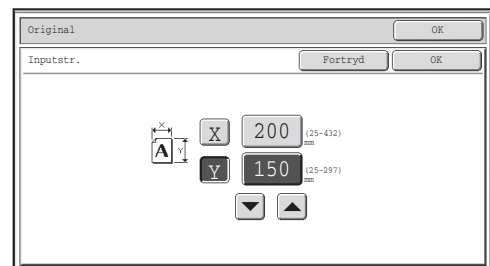 Original OK
Inputstr. Fortryd OK
X
A Y
X 200 (25-432)
mm
Y 150 (25-297)
mm